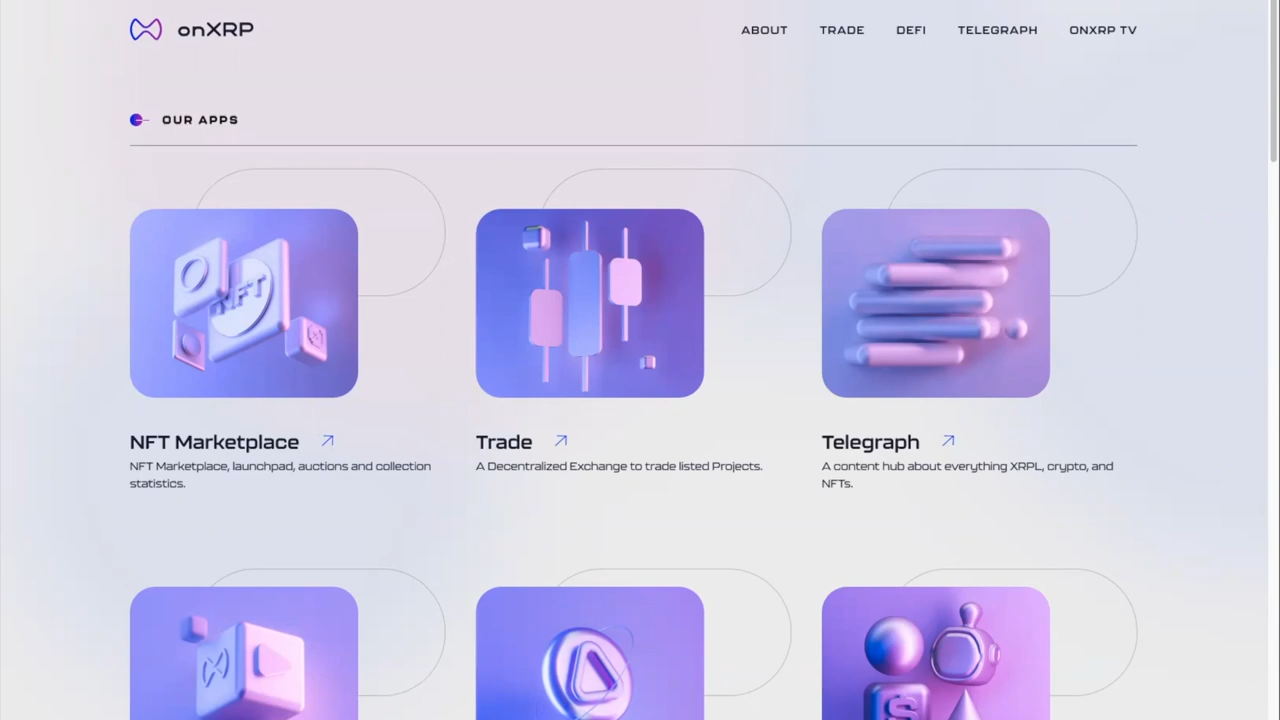 onXRP
ABOUT TRADE DEFI TELEGRAPH ONXRP TV
OUR APPS
NFT
NFT Marketplace
NFT Marketplace, launchpad, auctions and collection
statistics.
Trade
A Decentralized Exchange to trade listed Projects.
Telegraph
A content hub about everything XRPL, crypto, and
NFTs.
S